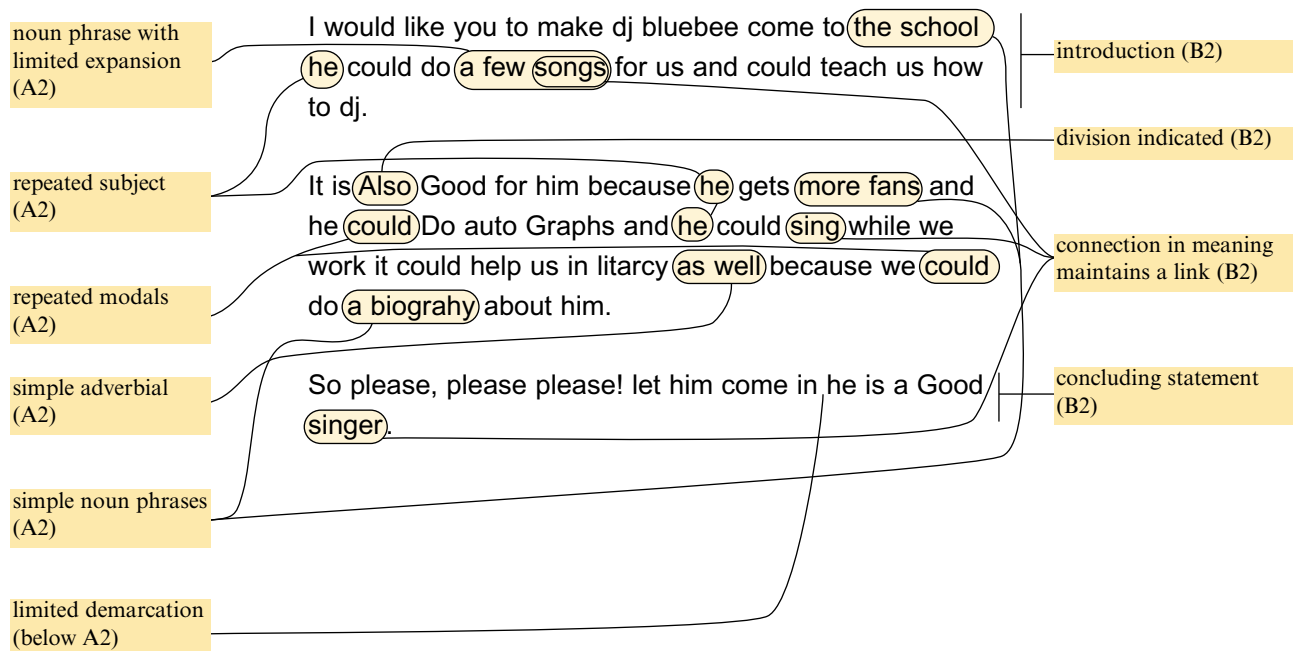 noun phrase with
limited expansion
(A2)
repeated subject
(A2)
repeated modals
(A2)
simple adverbial
(A2)
simple noun phrases
(A2)
limited demarcation
(below A2)
I would like you to make dj bluebee come to the school
he could do a few songs for us and could teach us how
to dj.
It is Also Good for him because he gets more fans and
he could Do auto Graphs and he could sing while we
work it could help us in litarcy as well because we could
do a biograhy about him.
So please, please please! let him come in he is a Good
singer.
introduction (B2)
division indicated (B2)
connection in meaning
maintains a link (B2)
concluding statement
(B2)